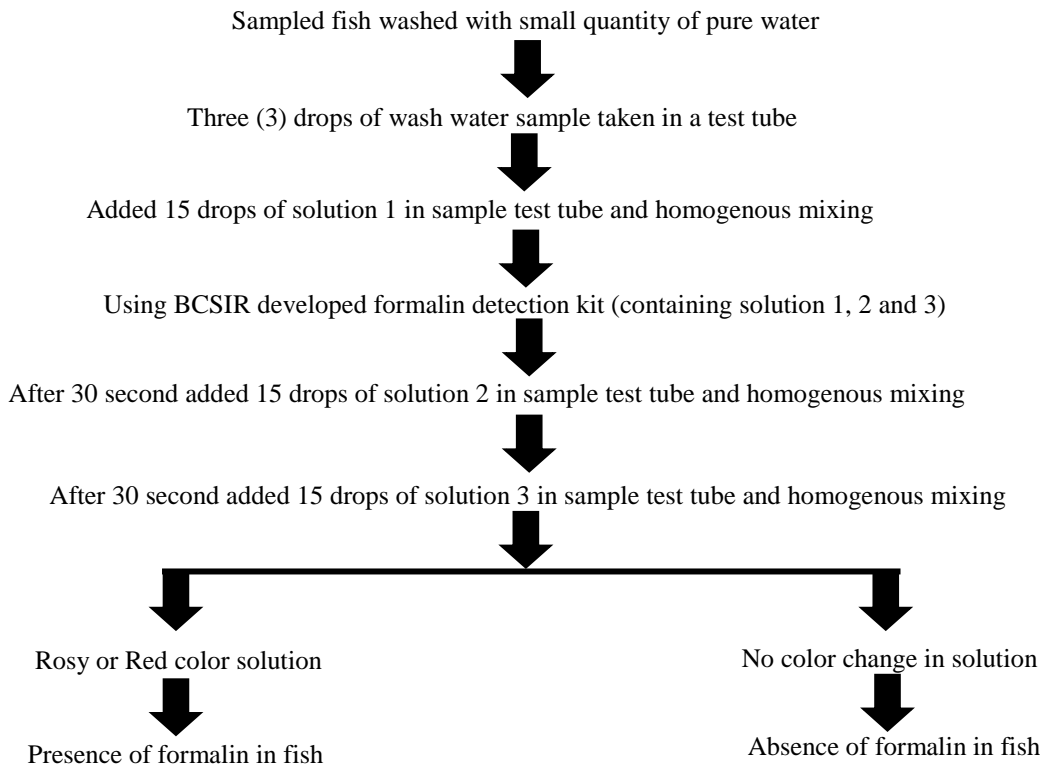 Sampled fish washed with small quantity of pure water
Three (3) drops of wash water sample taken in a test tube
Added 15 drops of solution 1 in sample test tube and homogenous mixing
Using BCSIR developed formalin detection kit (containing solution 1, 2 and 3)
After 30 second added 15 drops of solution 2 in sample test tube and homogenous mixing
After 30 second added 15 drops of solution 3 in sample test tube and homogenous mixing
Rosy or Red color solution
No color change in solution
Presence of formalin in fish
Absence of formalin in fish